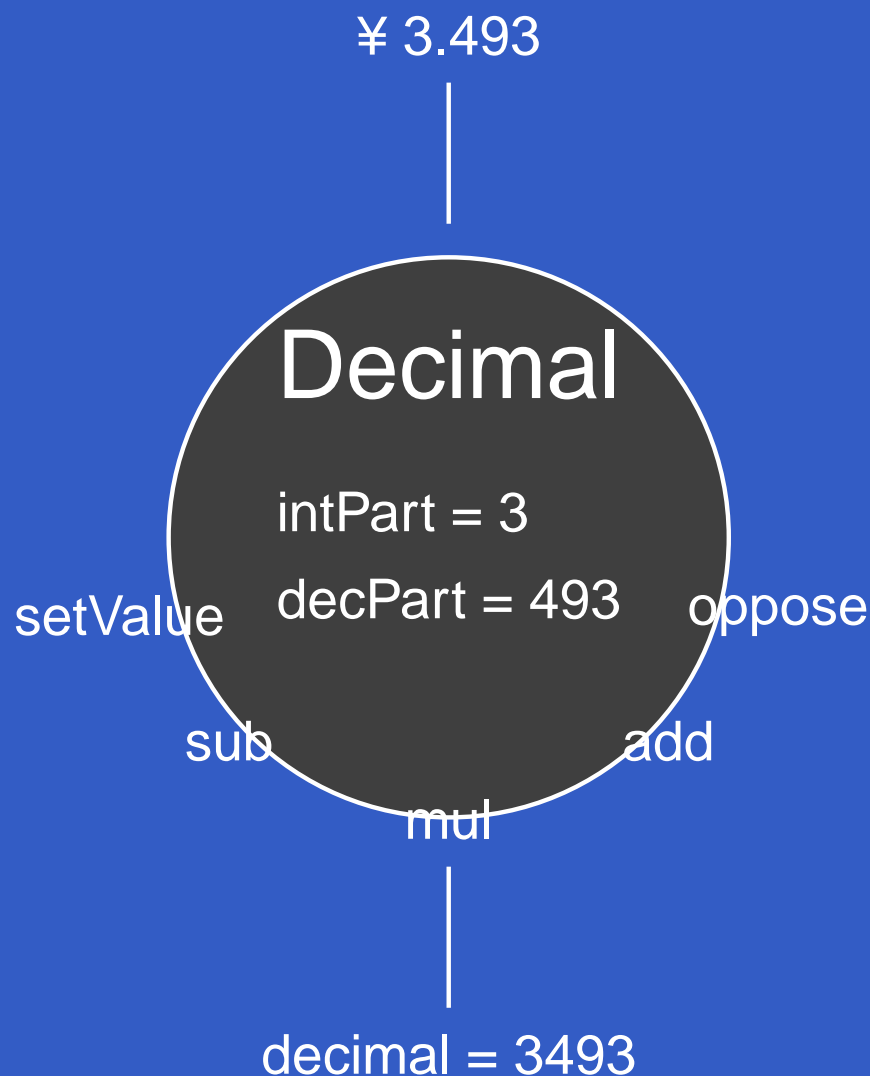 ¥ 3.493
Decimal
intPart = 3
decPart = 493
setValue
oppose
sub
add
mul
decimal = 3493